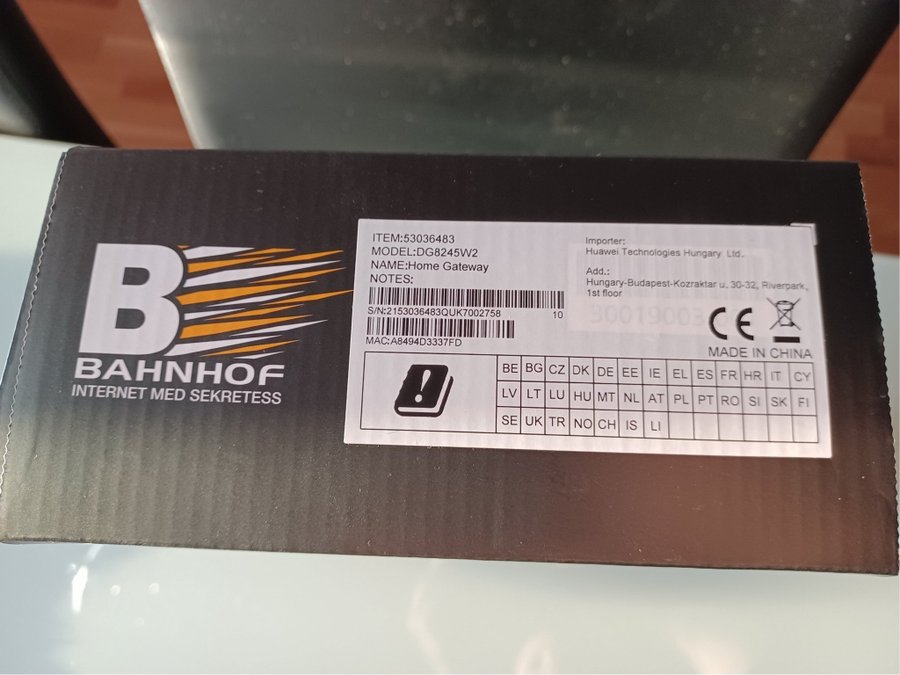 B
BAHNHOF
INTERNET MED SEKRETESS
ITEM:53036483
MODEL:DG8245W2
NAME:Home Gateway
NOTES:
S/N:2153036483QUK7002758 10
MAC:A8494D3337FD
Importer:
Huawei Technologies Hungary Ltd.
Add.:
Hungary-Budapest-Kozraktar u. 30-32, Riverpark,
1st floor
30019003
CE
MADE IN CHINA
BE BG CZ DK DE EE IE EL ES FR HR IT CY
LV LT LU HU MT NL AT PL PT RO SI SK FI
SE UK TR NO CH IS LI